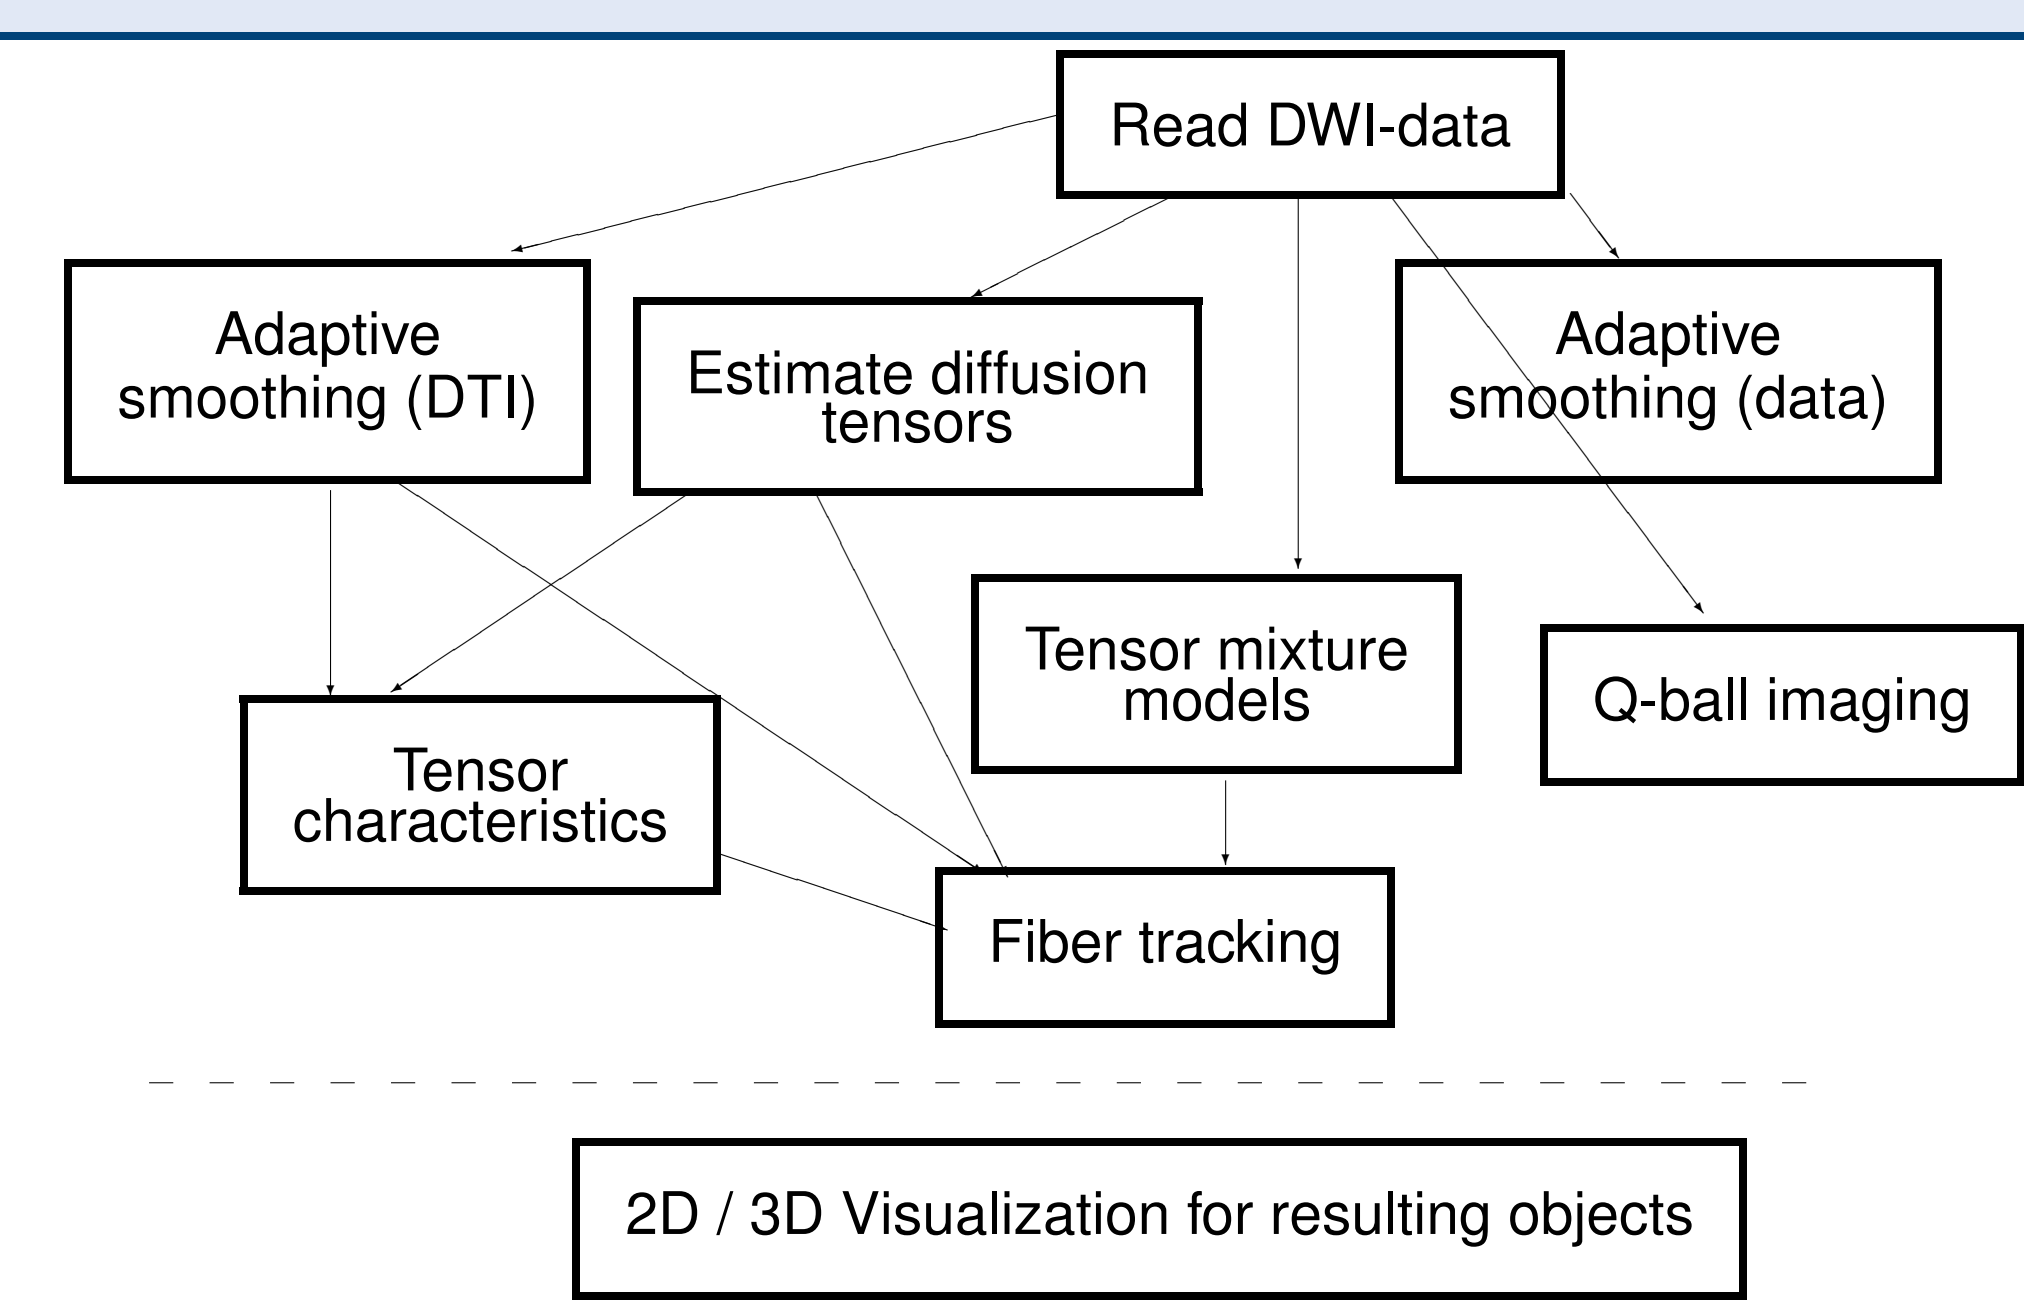 Read DWI-data
Adaptive
smoothing (DTI)
Estimate diffusion
tensors
Adaptive
smoothing (data)
Tensor mixture
models
Q-ball imaging
Tensor
characteristics
Fiber tracking
2D / 3D Visualization for resulting objects